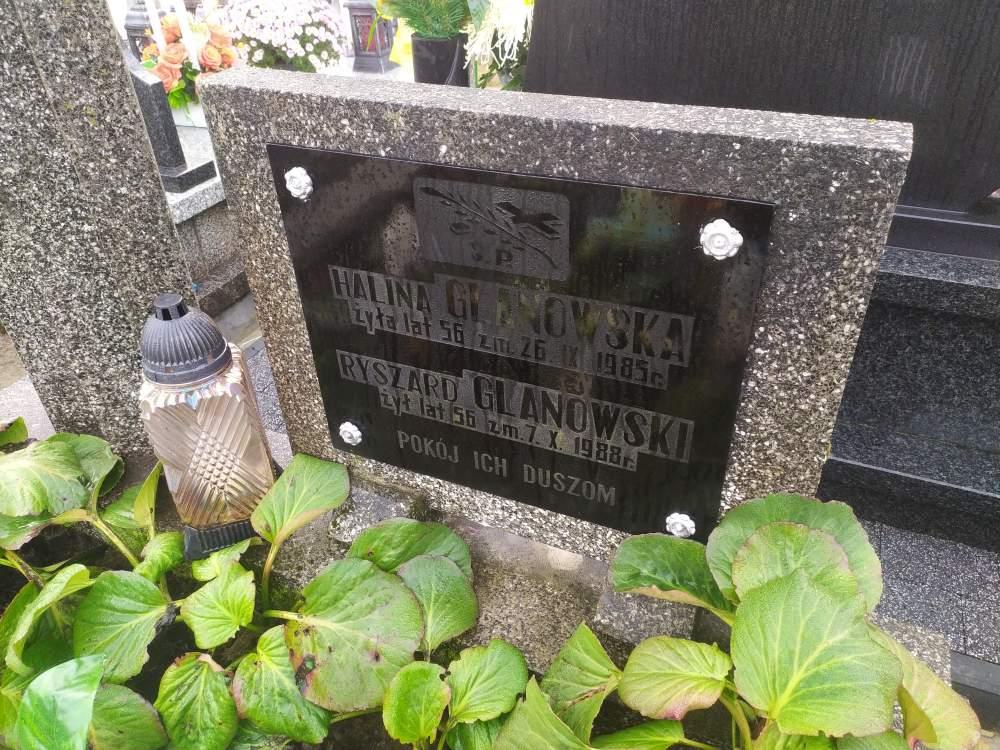 Ś P.
HALINA GLANOWSKA
żyła lat 56 zm. 26 IX 1985r.
RYSZARD GLANOWSKI
żył lat 56 zm. 7. X. 1988r.
POKÓJ ICH DUSZOM